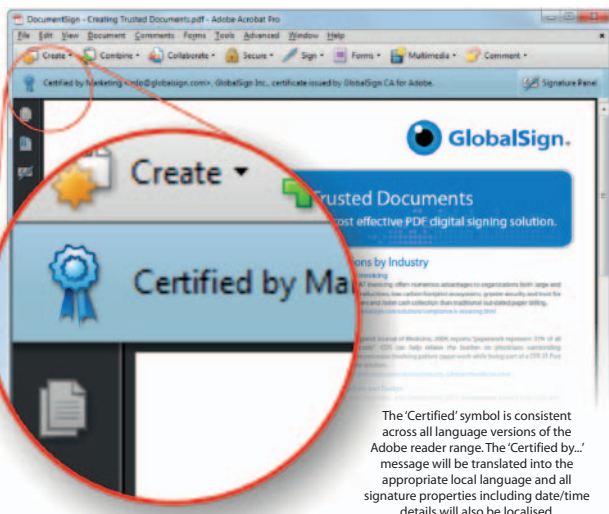 DocumentSign - Creating Trusted Documents.pdf - Adobe Acrobat Pro
File Edit View Document Comments Forms Tools Advanced Window Help
Create Combine Collaborate Secure Sign Forms Multimedia Comment
Certified by Marketing <info@globalsign.com>, GlobalSign Inc., certificate issued by GlobalSign CA for Adobe.
Signature Panel
GlobalSign.
Create
Trusted Documents
cost effective PDF digital signing solution.
Certified by Ma
ons by Industry
The 'Certified' symbol is consistent
across all language versions of the
Adobe reader range. The 'Certified by...'
message will be translated into the
appropriate local language and all
signature properties including date/time
details will also be localised